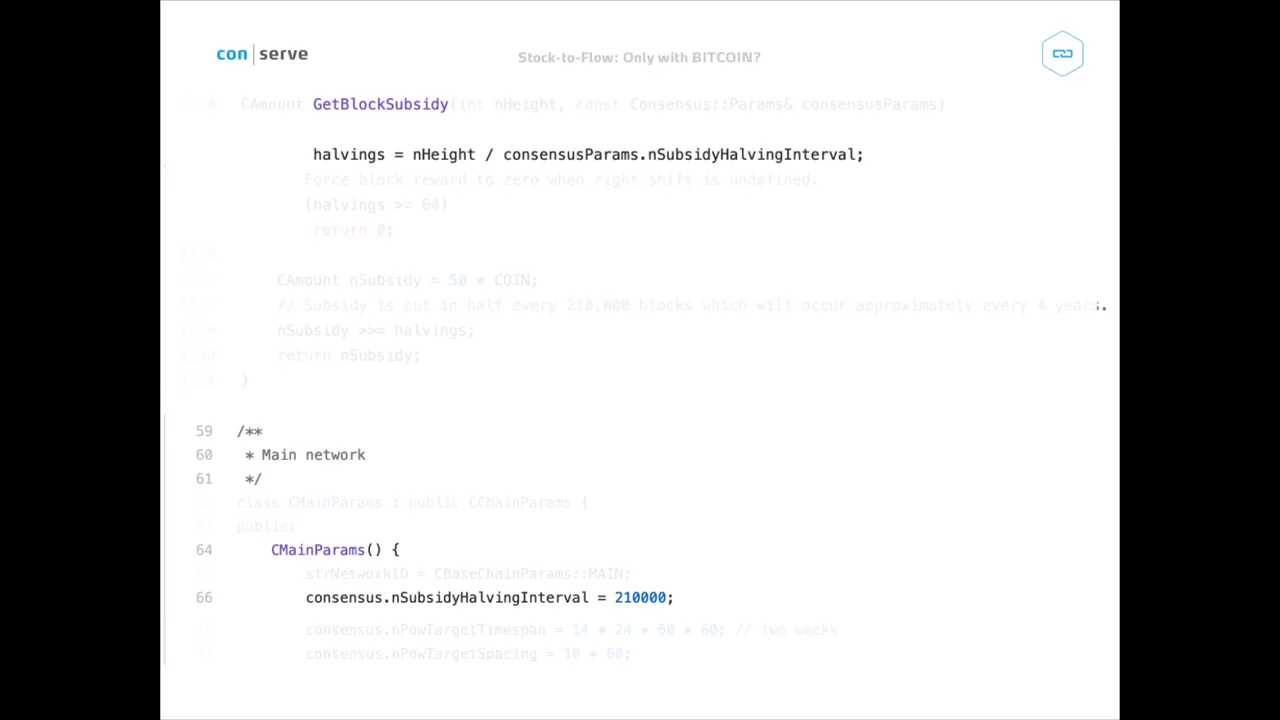 con|serve
Stock-to-Flow: Only with BITCOIN?
CAmount GetBlockSubsidy(int nHeight, const Consensus::Params& consensusParams)
halvings = nHeight / consensusParams.nSubsidyHalvingInterval;
Force block reward to zero when right shift is undefined.
(halvings >= 64)
return 0;
CAmount nSubsidy = 50 * COIN;
// Subsidy is cut in half every 210,000 blocks which will occur approximately every 4 years.
nSubsidy >>= halvings;
return nSubsidy;
}
59 /**
60 * Main network
61 */
class CMainParams : public CChainParams {
public:
64 CMainParams() {
strNetworkID = CBaseChainParams::MAIN;
66 consensus.nSubsidyHalvingInterval = 210000;
consensus.nPowTargetTimespan = 14 * 24 * 60 * 60; // two weeks
consensus.nPowTargetSpacing = 10 * 60;